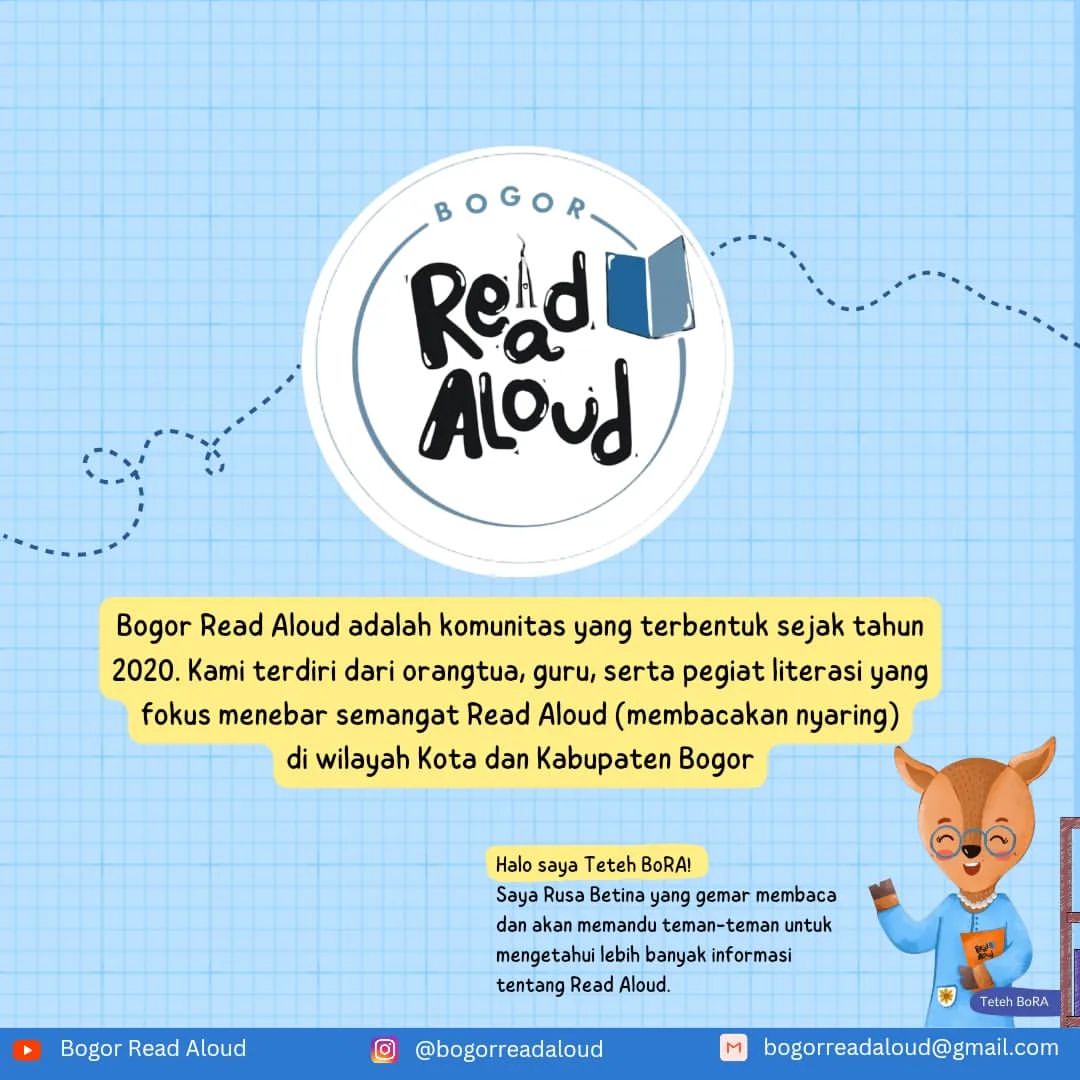 BOGOR
Read
a
Aloud
Bogor Read Aloud adalah komunitas yang terbentuk sejak tahun
2020. Kami terdiri dari orangtua, guru, serta pegiat literasi yang
fokus menebar semangat Read Aloud (membacakan nyaring)
di wilayah Kota dan Kabupaten Bogor
Halo saya Teteh BoRA!
Saya Rusa Betina yang gemar membaca
dan akan memandu teman-teman untuk
mengetahui lebih banyak informasi
tentang Read Aloud.
Read
Aloud
Teteh BoRA
Bogor Read Aloud
@bogorreadaloud
bogorreadaloud@gmail.com